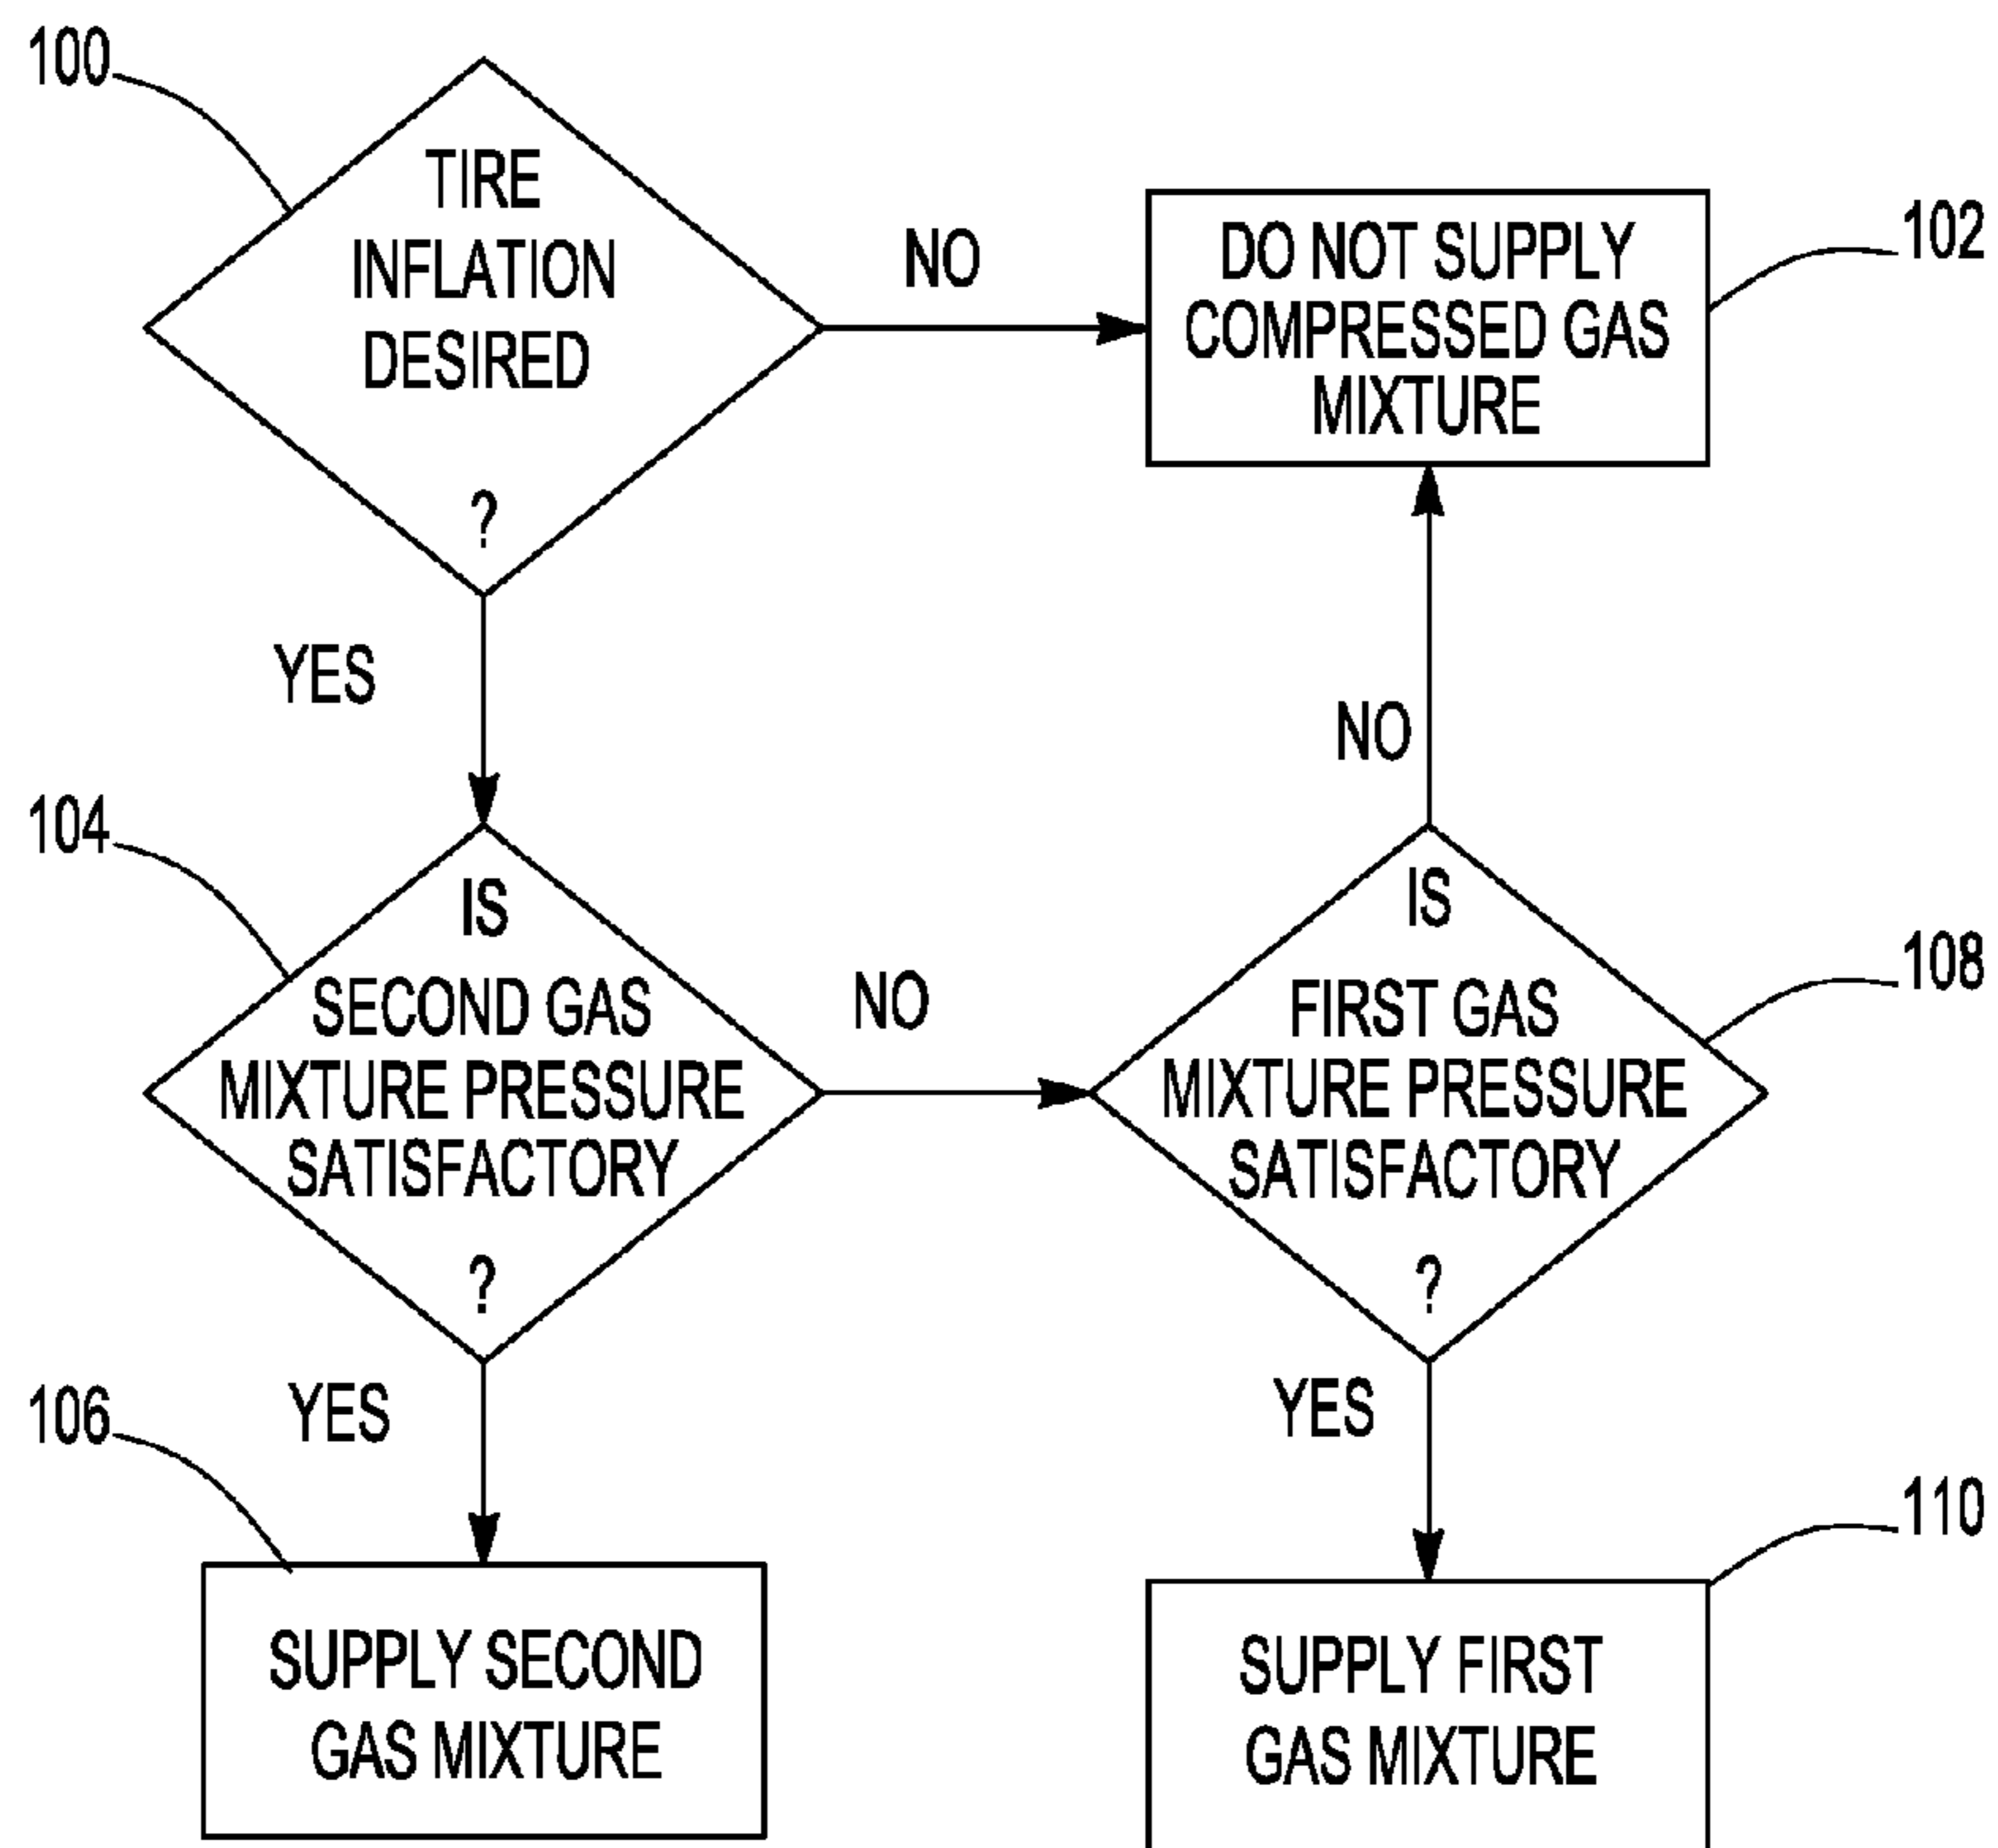 100
TIRE
INFLATION
DESIRED
?
NO
DO NOT SUPPLY
COMPRESSED GAS
MIXTURE
102
YES
NO
104
IS
SECOND GAS
MIXTURE PRESSURE
SATISFACTORY
?
NO
IS
FIRST GAS
MIXTURE PRESSURE
SATISFACTORY
?
108
YES
YES
106
SUPPLY SECOND
GAS MIXTURE
110
SUPPLY FIRST
GAS MIXTURE